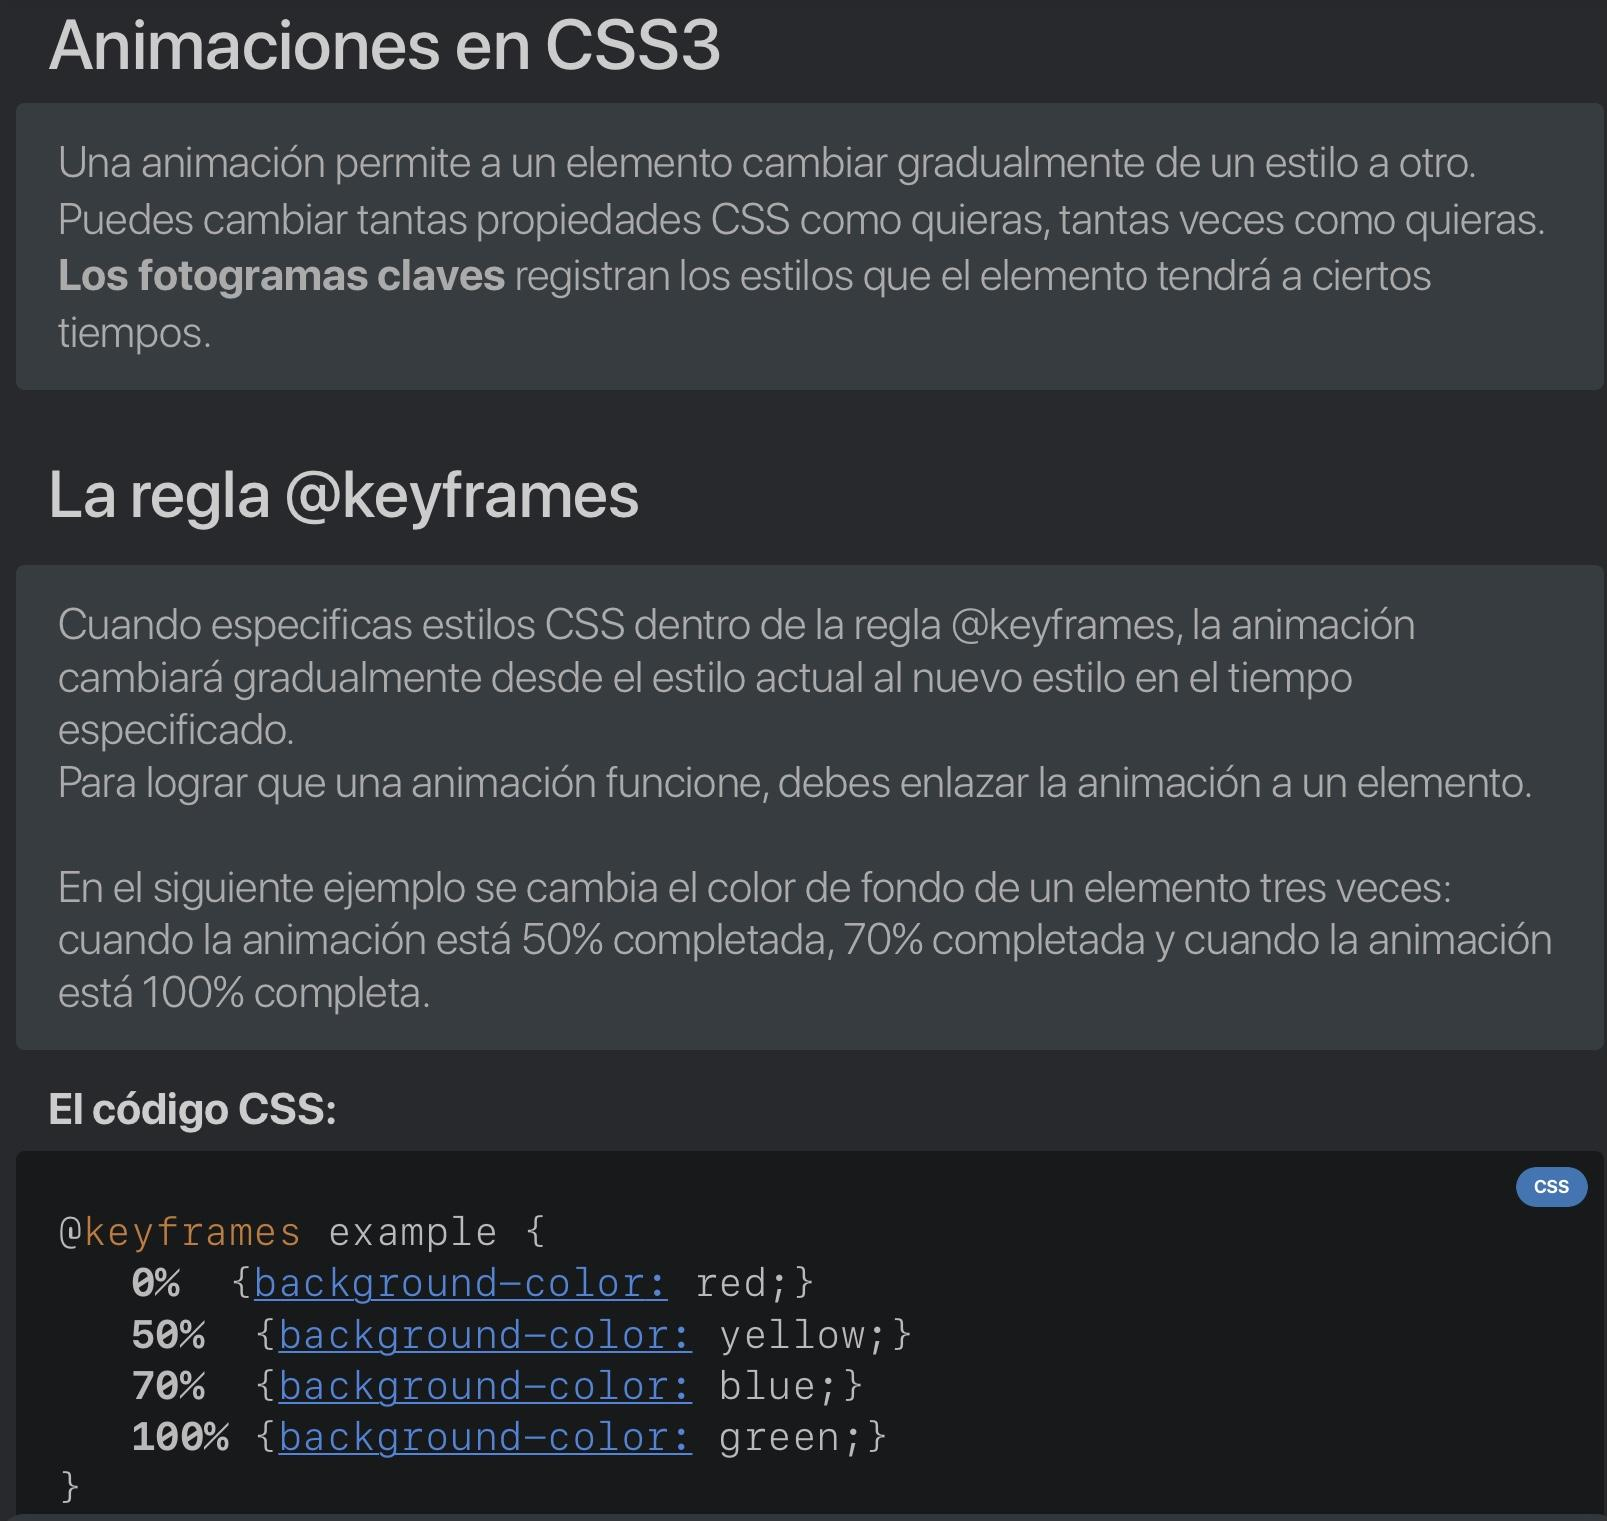 Animaciones en CSS3
Una animación permite a un elemento cambiar gradualmente de un estilo a otro.
Puedes cambiar tantas propiedades CSS como quieras, tantas veces como quieras.
Los fotogramas claves registran los estilos que el elemento tendrá a ciertos
tiempos.
La regla @keyframes
Cuando especificas estilos CSS dentro de la regla @keyframes, la animación
cambiará gradualmente desde el estilo actual al nuevo estilo en el tiempo
especificado.
Para lograr que una animación funcione, debes enlazar la animación a un elemento.
En el siguiente ejemplo se cambia el color de fondo de un elemento tres veces:
cuando la animación está 50% completada, 70% completada y cuando la animación
está 100% completa.
El código CSS:
CSS
@keyframes example {
0% {background-color: red;}
50% {background-color: yellow;}
70% {background-color: blue;}
100% {background-color: green;}
}